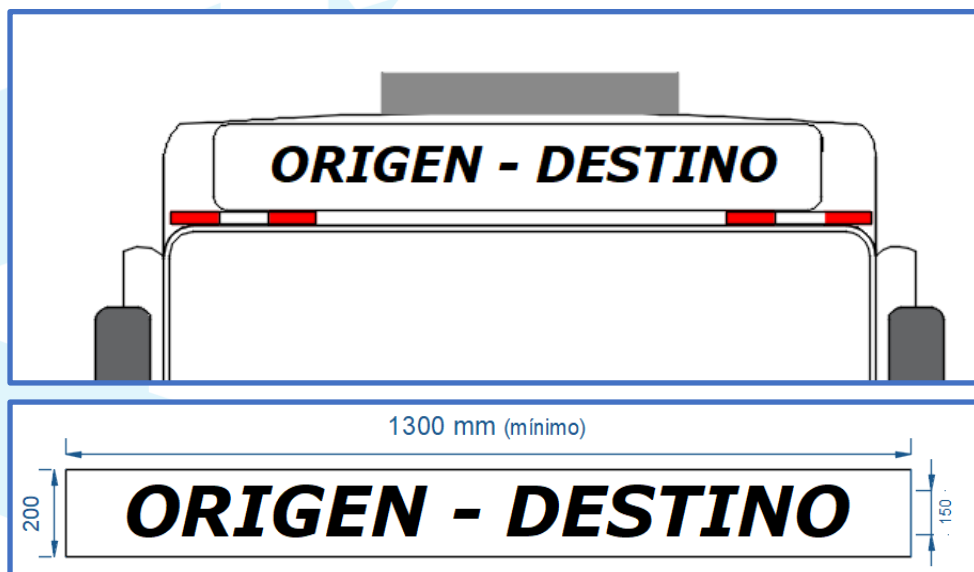 ORIGEN - DESTINO
1300 mm (mínimo)
200
ORIGEN - DESTINO
150